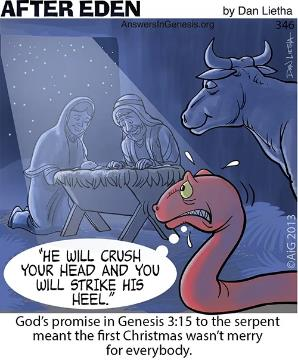 AFTER EDEN
by Dan Lietha
AnswersInGenesis.org
346
DAN LIETHA
"HE WILL CRUSH
YOUR HEAD AND YOU
WILL STRIKE HIS
HEEL."
©AiG 2013
God's promise in Genesis 3:15 to the serpent
meant the first Christmas wasn't merry
for everybody.